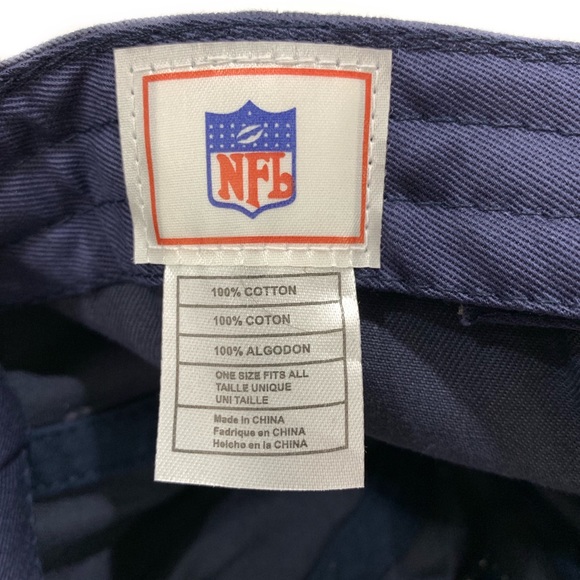 NFL
100% COTTON
100% COTON
100% ALGODON
ONE SIZE FITS ALL
TAILLE UNIQUE
UNI TAILLE
Made in CHINA
Fadrique en CHINA
Helcho en la CHINA